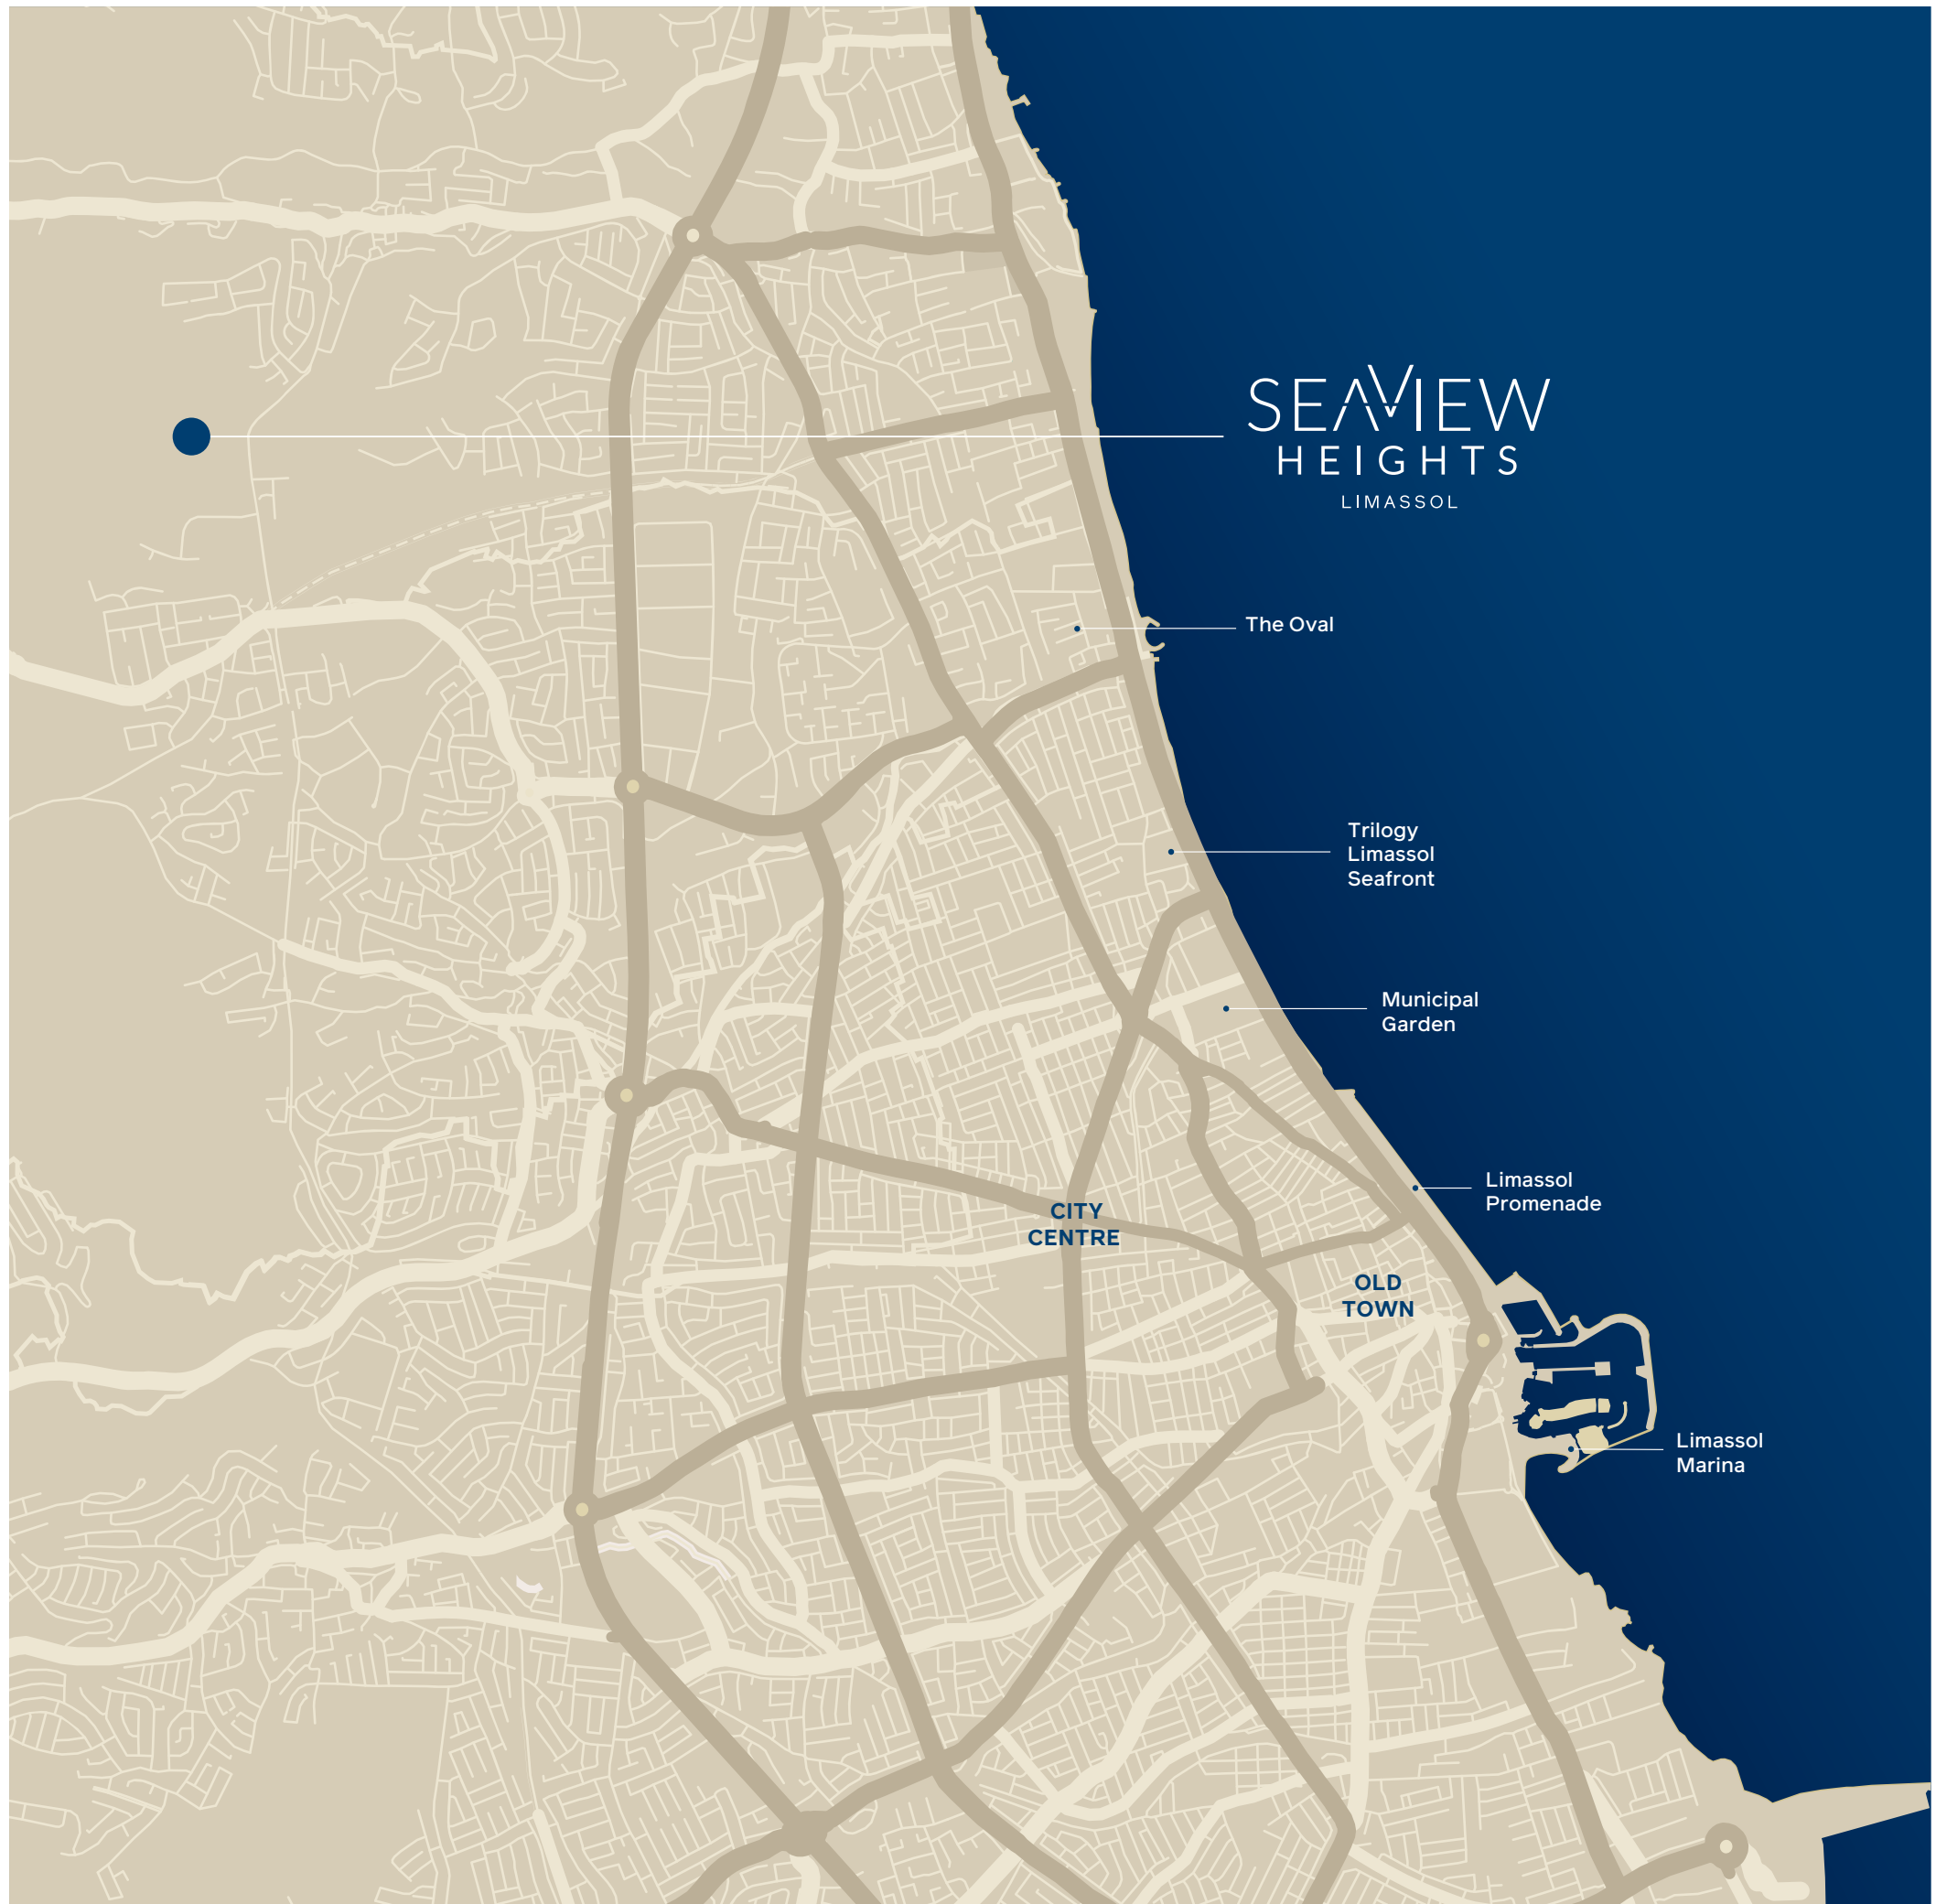 SEAVIEW
HEIGHTS
LIMASSOL
The Oval
Trilogy
Limassol
Seafront
Municipal
Garden
Limassol
Promenade
CITY
CENTRE
OLD
TOWN
Limassol
Marina